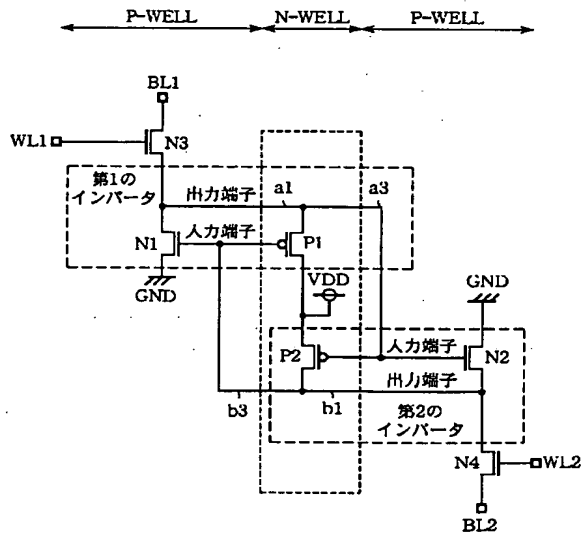 P-WELL N-WELL P-WELL
BL1
WL1
N3
第1の
インバータ
出力端子
a1
a3
N1
入力端子
P1
GND
VDD
GND
P2
入力端子
N2
出力端子
b3
b1
第2の
インバータ
N4
WL2
BL2